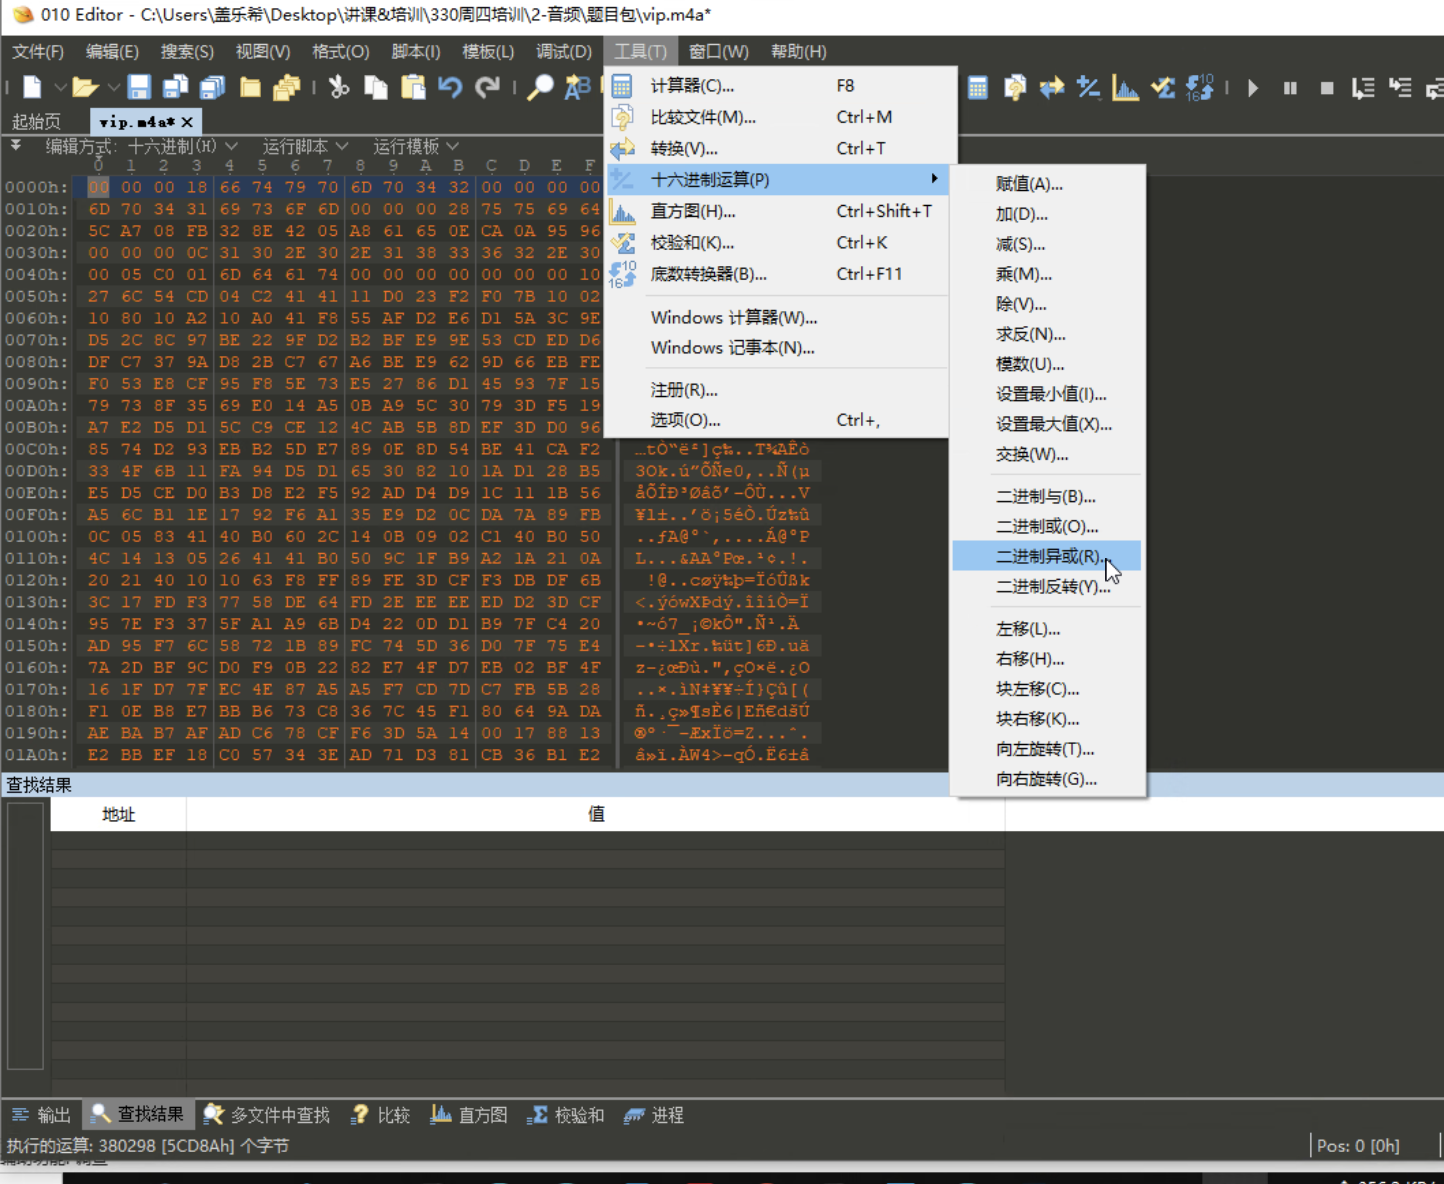 010 Editor - C:\Users\盖乐希\Desktop\讲课&培训\330周四培训\2-音频\题目包\vip.m4a*
文件(F) 编辑(E) 搜索(S) 视图(V) 格式(O) 脚本(I) 模板(L) 调试(D) 工具(T) 窗口(W) 帮助(H)
起始页 vip.m4a*
编辑方式: 十六进制(H) 运行脚本 运行模板
0 1 2 3 4 5 6 7 8 9 A B C D E F
0000h: 00 00 00 18 66 74 79 70 6D 70 34 32 00 00 00 00
0010h: 6D 70 34 31 69 73 6F 6D 00 00 00 28 75 75 69 64
0020h: 5C A7 08 FB 32 8E 42 05 A8 61 65 0E CA 0A 95 96
0030h: 00 00 00 0C 31 30 2E 30 2E 31 38 33 36 32 2E 30
0040h: 00 05 C0 01 6D 64 61 74 00 00 00 00 00 00 00 10
0050h: 27 6C 54 CD 04 C2 41 41 11 D0 23 F2 F0 7B 10 02
0060h: 10 80 10 A2 10 A0 41 F8 55 AF D2 E6 D1 5A 3C 9E
0070h: D5 2C 8C 97 BE 22 9F D2 B2 BF E9 9E 53 CD ED D6
0080h: DF C7 37 9A D8 2B C7 67 A6 BE E9 62 9D 66 EB FE
0090h: F0 53 E8 CF 95 F8 5E 73 E5 27 86 D1 45 93 7F 15
00A0h: 79 73 8F 35 69 E0 14 A5 0B A9 5C 30 79 3D F5 19
00B0h: A7 E2 D5 D1 5C C9 CE 12 4C AB 5B 8D EF 3D D0 96
00C0h: 85 74 D2 93 EB B2 5D E7 89 0E 8D 54 BE 41 CA F2 …tÒ“ë²]ç‰..T¾AÊò
00D0h: 33 4F 6B 11 FA 94 D5 D1 65 30 82 10 1A D1 28 B5 3Ok.ú”ÕÑe0‚..Ñ(µ
00E0h: E5 D5 CE D0 B3 D8 E2 F5 92 AD D4 D9 1C 11 1B 56 åÕÎÐ³Øâõ’-ÔÙ...V
00F0h: A5 6C B1 1E 17 92 F6 A1 35 E9 D2 0C DA 7A 89 FB ¥l±..’ö¡5éÒ.Úz‰û
0100h: 0C 05 83 41 40 B0 60 2C 14 0B 09 02 C1 40 B0 50 ..ƒA@°`,....Á@°P
0110h: 4C 14 13 05 26 41 41 B0 50 9C 1F B9 A2 1A 21 0A L...&AA°Pœ.¹¢.!.
0120h: 20 21 40 10 10 63 F8 FF 89 FE 3D CF F3 DB DF 6B !@..cøÿ‰þ=ÏóÛßk
0130h: 3C 17 FD F3 77 58 DE 64 FD 2E EE EE ED D2 3D CF <.ýówXÞdý.îîíÒ=Ï
0140h: 95 7E F3 37 5F A1 A9 6B D4 22 0D D1 B9 7F C4 20 •~ó7_¡©kÔ".Ñ¹.Ä
0150h: AD 95 F7 6C 58 72 1B 89 FC 74 5D 36 D0 7F 75 E4 -•÷lXr.‰üt]6Ð.uä
0160h: 7A 2D BF 9C D0 F9 0B 22 82 E7 4F D7 EB 02 BF 4F z-¿œÐù."‚çO×ë.¿O
0170h: 16 1F D7 7F EC 4E 87 A5 A5 F7 CD 7D C7 FB 5B 28 ..×.ìN‡¥¥÷Í}Çû[(
0180h: F1 0E B8 E7 BB B6 73 C8 36 7C 45 F1 80 64 9A DA ñ.¸ç»¶sÈ6|Eñ€dšÚ
0190h: AE BA B7 AF AD C6 78 CF F6 3D 5A 14 00 17 88 13 ®º·¯-ÆxÏö=Z...ˆ.
01A0h: E2 BB EF 18 C0 57 34 3E AD 71 D3 81 CB 36 B1 E2 â»ï.ÀW4>-qÓ.Ë6±â
计算器(C)... F8
比较文件(M)... Ctrl+M
转换(V)... Ctrl+T
十六进制运算(P)
直方图(H)... Ctrl+Shift+T
校验和(K)... Ctrl+K
底数转换器(B)... Ctrl+F11
Windows 计算器(W)...
Windows 记事本(N)...
注册(R)...
选项(O)... Ctrl+,
赋值(A)...
加(D)...
减(S)...
乘(M)...
除(V)...
求反(N)...
模数(U)...
设置最小值(I)...
设置最大值(X)...
交换(W)...
二进制与(B)...
二进制或(O)...
二进制异或(R)...
二进制反转(Y)...
左移(L)...
右移(H)...
块左移(C)...
块右移(K)...
向左旋转(T)...
向右旋转(G)...
查找结果
地址 值
输出 查找结果 多文件中查找 比较 直方图 校验和 进程
执行的运算: 380298 [5CD8Ah] 个字节 Pos: 0 [0h]